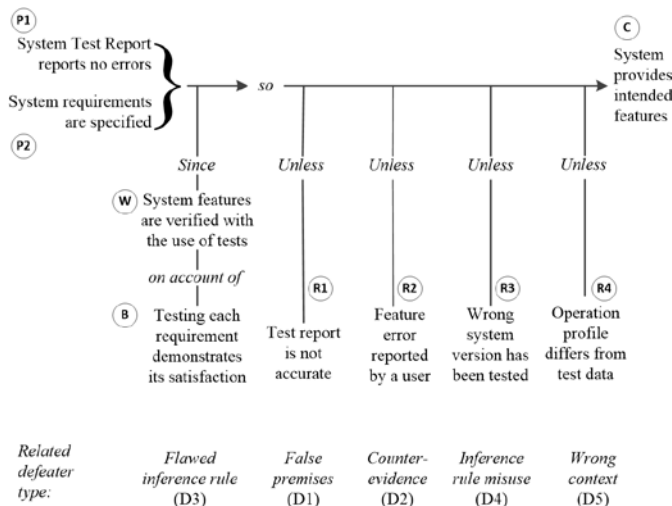 P1
System Test Report
reports no errors
System requirements
are specified
P2
so
C
System
provides
intended
features
Since
W
System features
are verified with
the use of tests
on account of
B
Testing each
requirement
demonstrates
its satisfaction
Unless
R1
Test report
is not
accurate
Unless
R2
Feature
error
reported
by a user
Unless
R3
Wrong
system
version has
been tested
Unless
R4
Operation
profile
differs from
test data
Related
defeater
type:
Flawed
inference rule
(D3)
False
premises
(D1)
Counter-
evidence
(D2)
Inference
rule misuse
(D4)
Wrong
context
(D5)